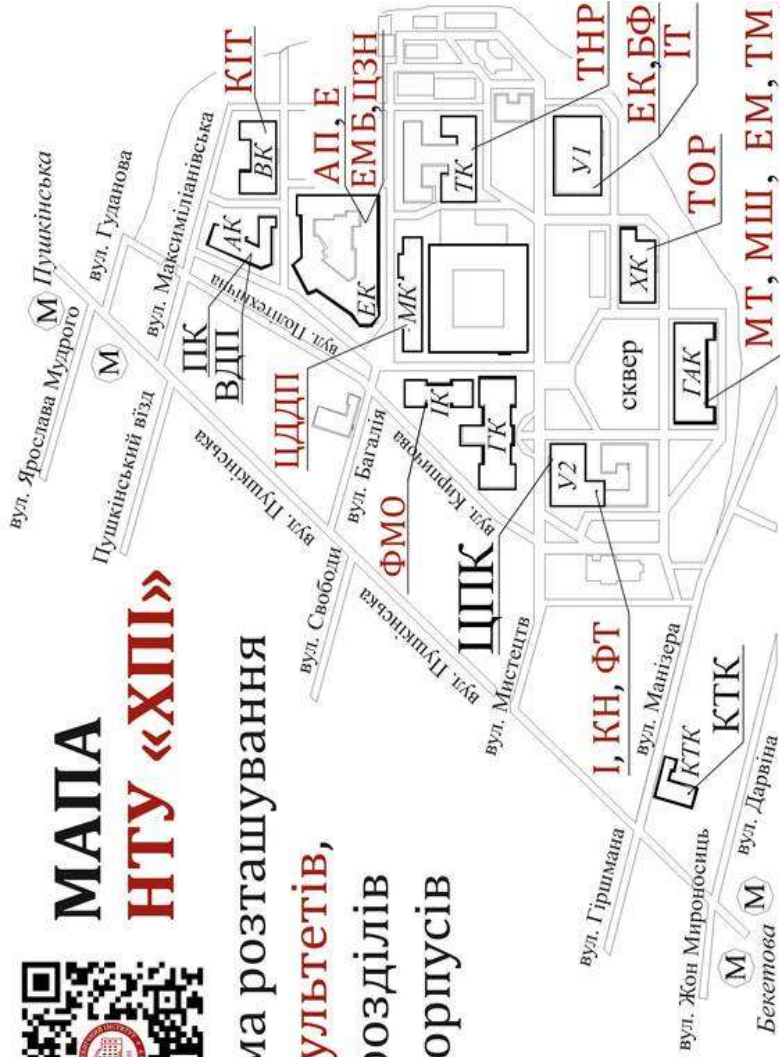 МАПА
НТУ «ХПІ»
ма розташування
ультетів,
розділів
орпусів
вул. Ярослава Мудрого
М Пушкінська
М
вул. Гуданова
Пушкінський вїзд
вул. Максиміліанівська
вул. Пушкінська
вул. Політехнічна
ПК
ВДП
АК
ВК
КІТ
АП, Е
ЕМБ, ЦЗН
ЕК
ЦДДП
МК
вул. Свободи
вул. Багалія
вул. Кирпичова
вул. Пушкінська
ФМО
ІК
ГК
ТК
ТНР
ЦПК
У2
У1
ЕК, БФ
ІТ
сквер
ХК
ТОР
ГАК
МТ, МШ, ЕМ, ТМ
вул. Мистецтв
І, КН, ФТ
вул. Гіршмана
вул. Манізера
КТК
КТК
вул. Жон Мироносиць
вул. Дарвіна
М
М
Бекетова